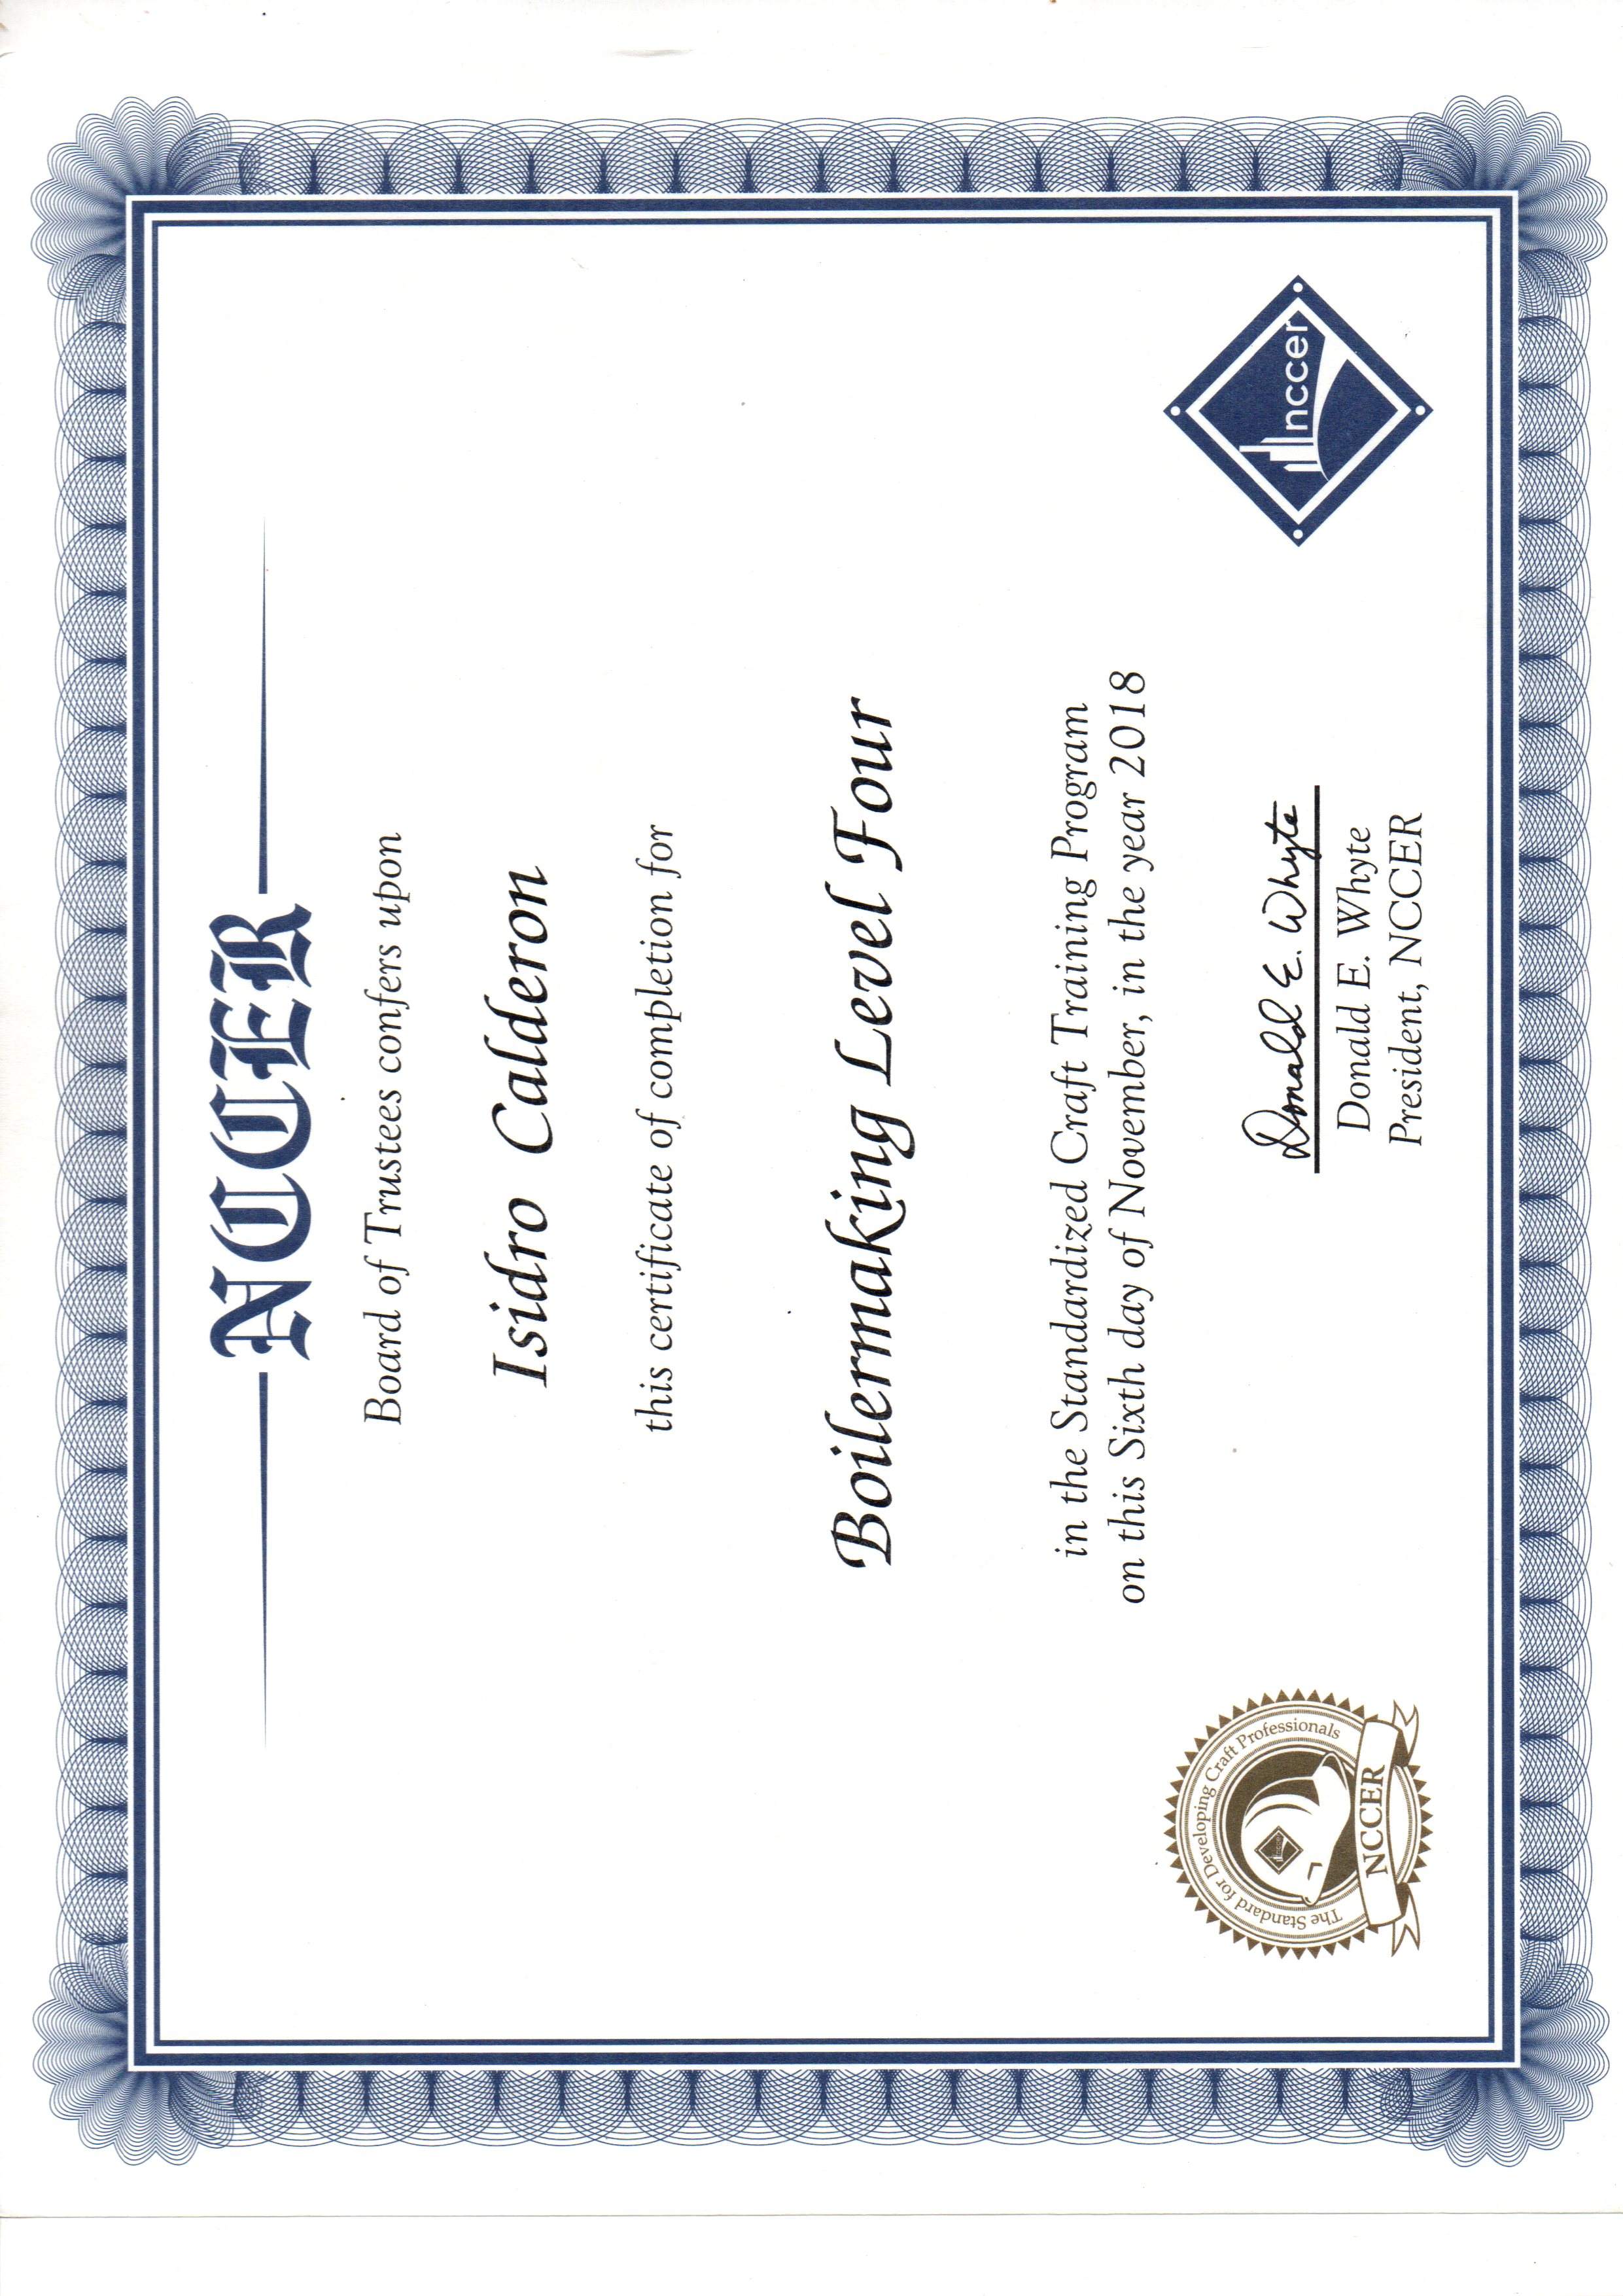 NCCER
Board of Trustees confers upon
Isidro Calderon
this certificate of completion for
Boilermaking Level Four
in the Standardized Craft Training Program
on this Sixth day of November, in the year 2018
The Standard for Developing Craft Professionals
NCCER
Donald E. Whyte
Donald E. Whyte
President, NCCER
nccer